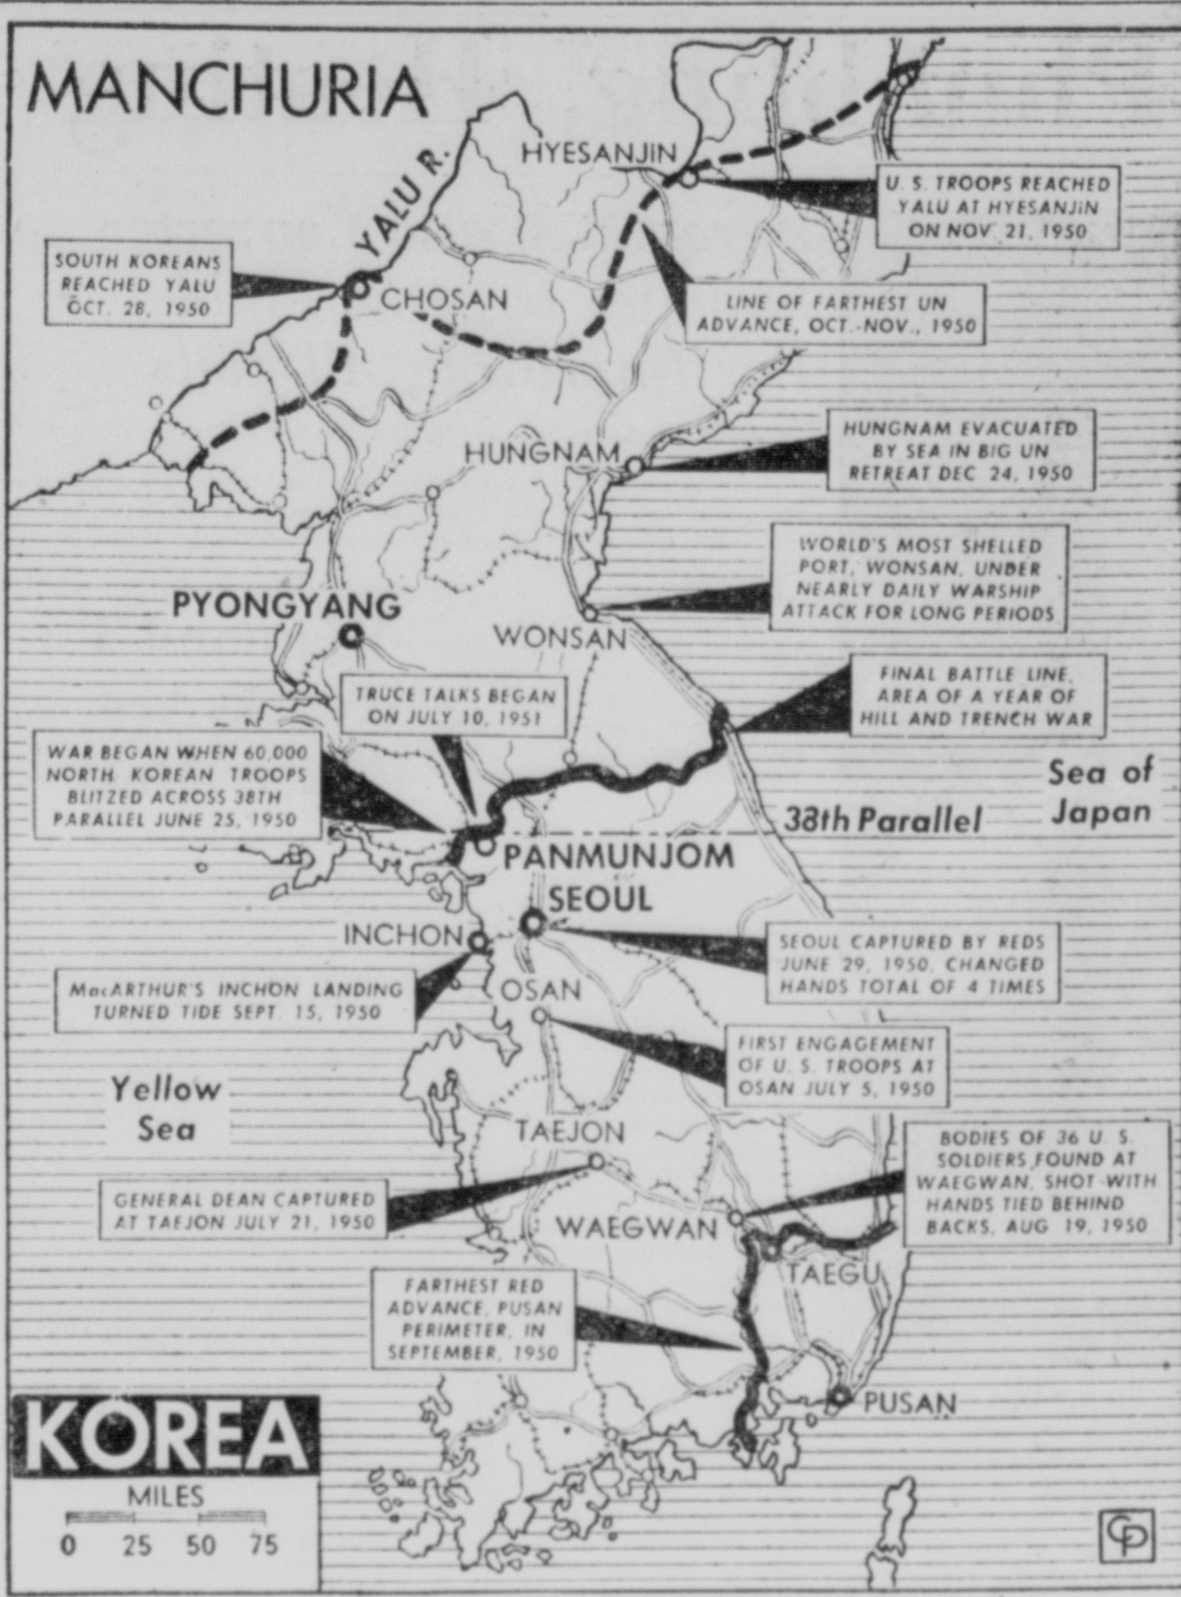 MANCHURIA
YALU R.
HYESANJIN
U. S. TROOPS REACHED
YALU AT HYESANJIN
ON NOV. 21, 1950
SOUTH KOREANS
REACHED YALU
OCT. 28, 1950
CHOSAN
LINE OF FARTHEST UN
ADVANCE, OCT.-NOV., 1950
HUNGNAM
HUNGNAM EVACUATED
BY SEA IN BIG UN
RETREAT DEC 24, 1950
WORLD'S MOST SHELLED
PORT, WONSAN, UNDER
NEARLY DAILY WARSHIP
ATTACK FOR LONG PERIODS
PYONGYANG
WONSAN
TRUCE TALKS BEGAN
ON JULY 10, 1951
FINAL BATTLE LINE,
AREA OF A YEAR OF
HILL AND TRENCH WAR
WAR BEGAN WHEN 60,000
NORTH KOREAN TROOPS
BLITZED ACROSS 38TH
PARALLEL JUNE 25, 1950
Sea of
Japan
38th Parallel
PANMUNJOM
SEOUL
INCHON
SEOUL CAPTURED BY REDS
JUNE 29, 1950, CHANGED
HANDS TOTAL OF 4 TIMES
MacARTHUR'S INCHON LANDING
TURNED TIDE SEPT. 15, 1950
OSAN
FIRST ENGAGEMENT
OF U. S. TROOPS AT
OSAN JULY 5, 1950
Yellow
Sea
TAEJON
BODIES OF 36 U. S.
SOLDIERS FOUND AT
WAEGWAN, SHOT WITH
HANDS TIED BEHIND
BACKS, AUG 19, 1950
GENERAL DEAN CAPTURED
AT TAEJON JULY 21, 1950
WAEGWAN
TAEGU
FARTHEST RED
ADVANCE, PUSAN
PERIMETER, IN
SEPTEMBER, 1950
PUSAN
KOREA
MILES
0 25 50 75
CP